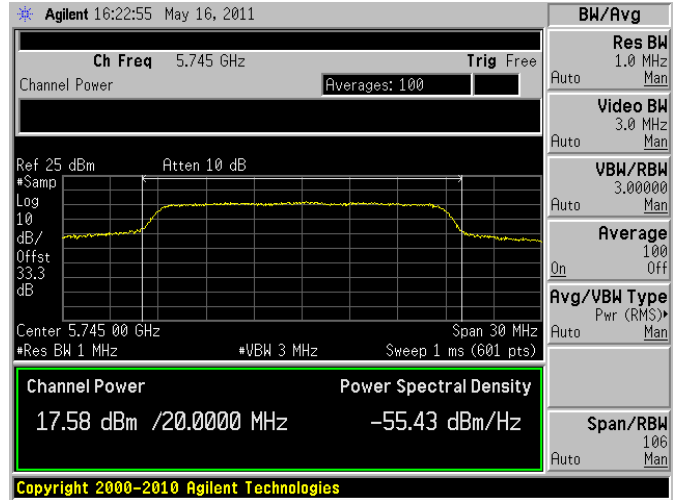 Agilent 16:22:55 May 16, 2011
BW/Avg
Ch Freq 5.745 GHz Trig Free
Channel Power Averages: 100
Ref 25 dBm Atten 10 dB
#Samp
Log
10
dB/
Offst
33.3
dB
Center 5.745 00 GHz Span 30 MHz
#Res BW 1 MHz #VBW 3 MHz Sweep 1 ms (601 pts)
Channel Power Power Spectral Density
17.58 dBm /20.0000 MHz -55.43 dBm/Hz
Res BW
1.0 MHz
Auto Man
Video BW
3.0 MHz
Auto Man
VBW/RBW
3.00000
Auto Man
Average
100
On Off
Avg/VBW Type
Pwr (RMS)▸
Auto Man
Span/RBW
106
Auto Man
Copyright 2000-2010 Agilent Technologies